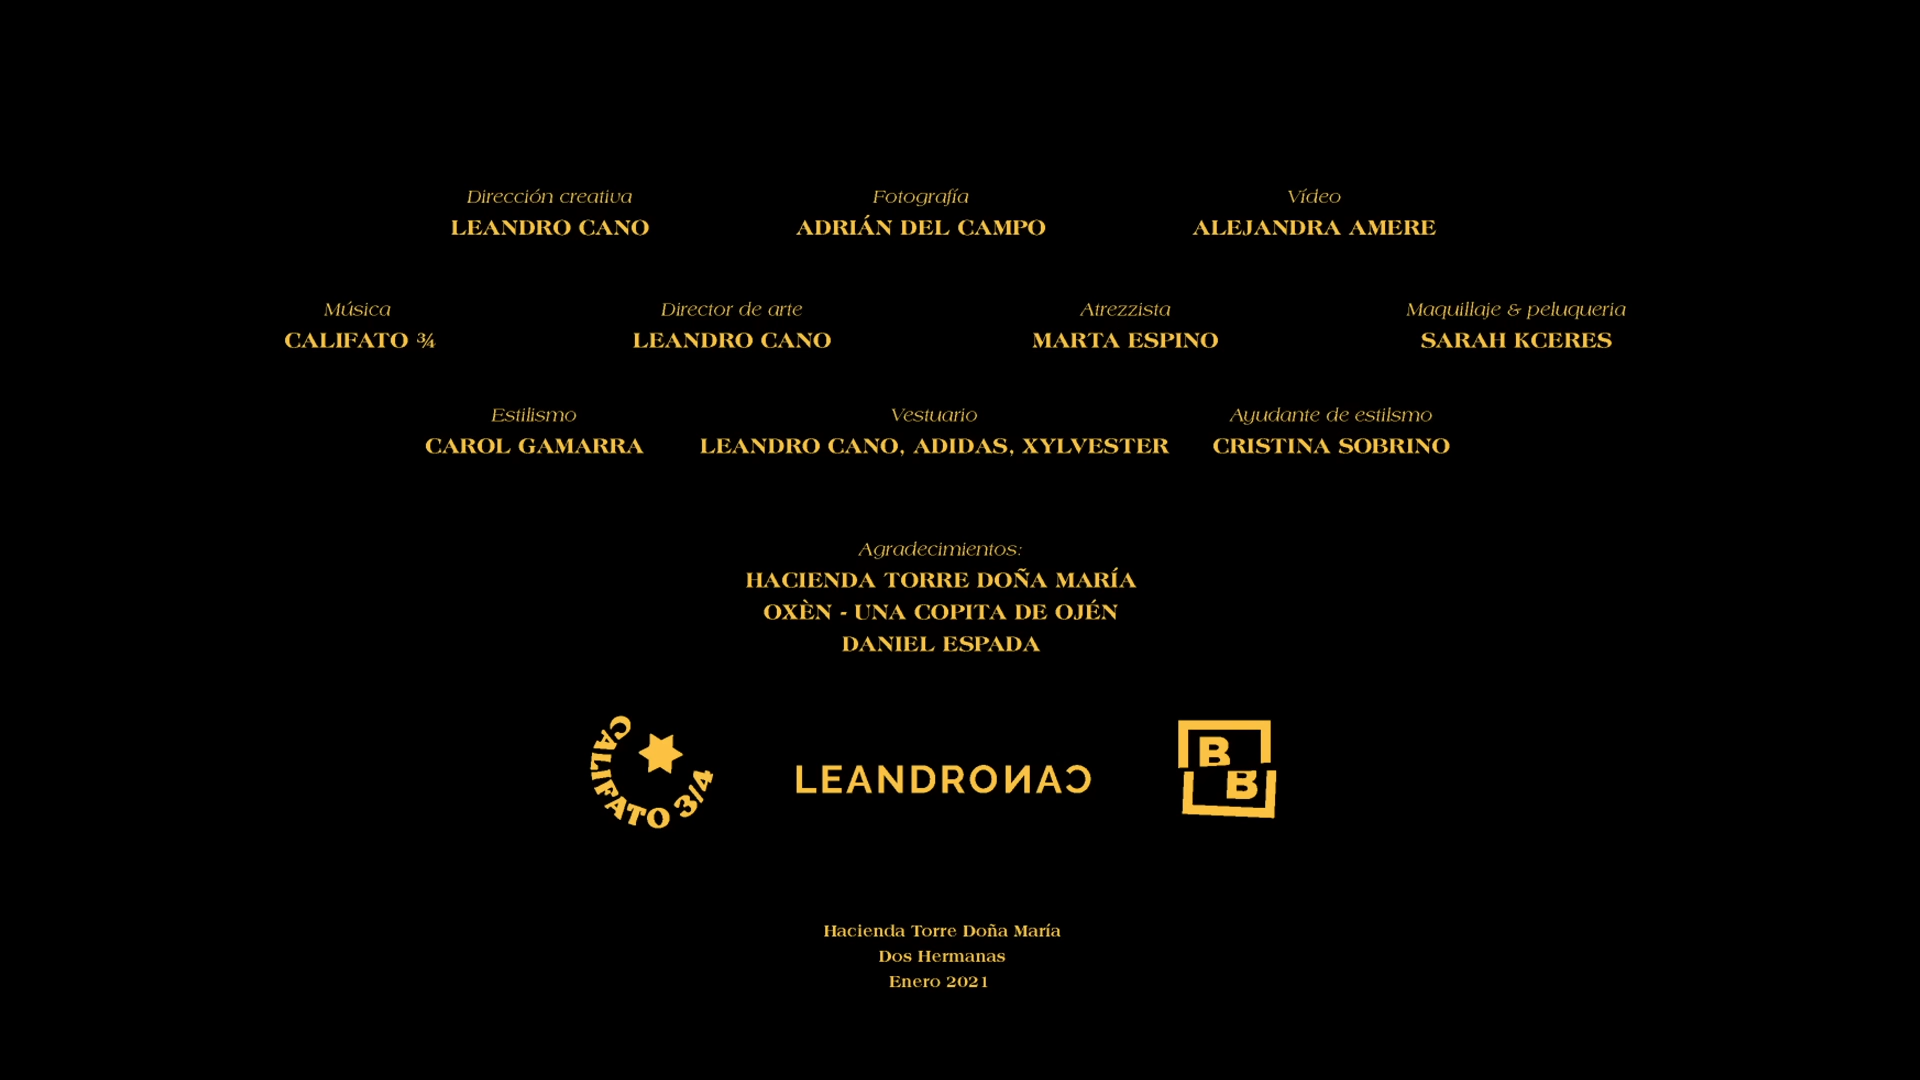 Dirección creativa
LEANDRO CANO
Fotografía
ADRIÁN DEL CAMPO
Vídeo
ALEJANDRA AMERE
Música
CALIFATO ¾
Director de arte
LEANDRO CANO
Atrezzista
MARTA ESPINO
Maquillaje & peluqueria
SARAH KCERES
Estilismo
CAROL GAMARRA
Vestuario
LEANDRO CANO, ADIDAS, XYLVESTER
Ayudante de estilsmo
CRISTINA SOBRINO
Agradecimientos:
HACIENDA TORRE DOÑA MARÍA
OXÈN - UNA COPITA DE OJÉN
DANIEL ESPADA
CALIFATO 3/4
LEANDRONAC
B
B
Hacienda Torre Doña María
Dos Hermanas
Enero 2021